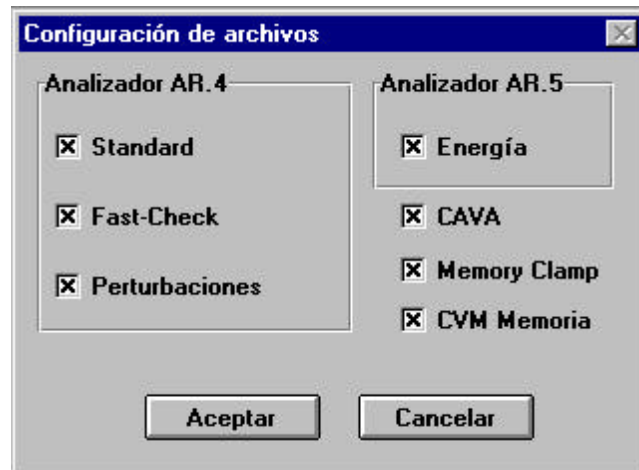 Configuración de archivos
Analizador AR.4
Standard
Fast-Check
Perturbaciones
Analizador AR.5
Energía
CAVA
Memory Clamp
CVM Memoria
Aceptar
Cancelar